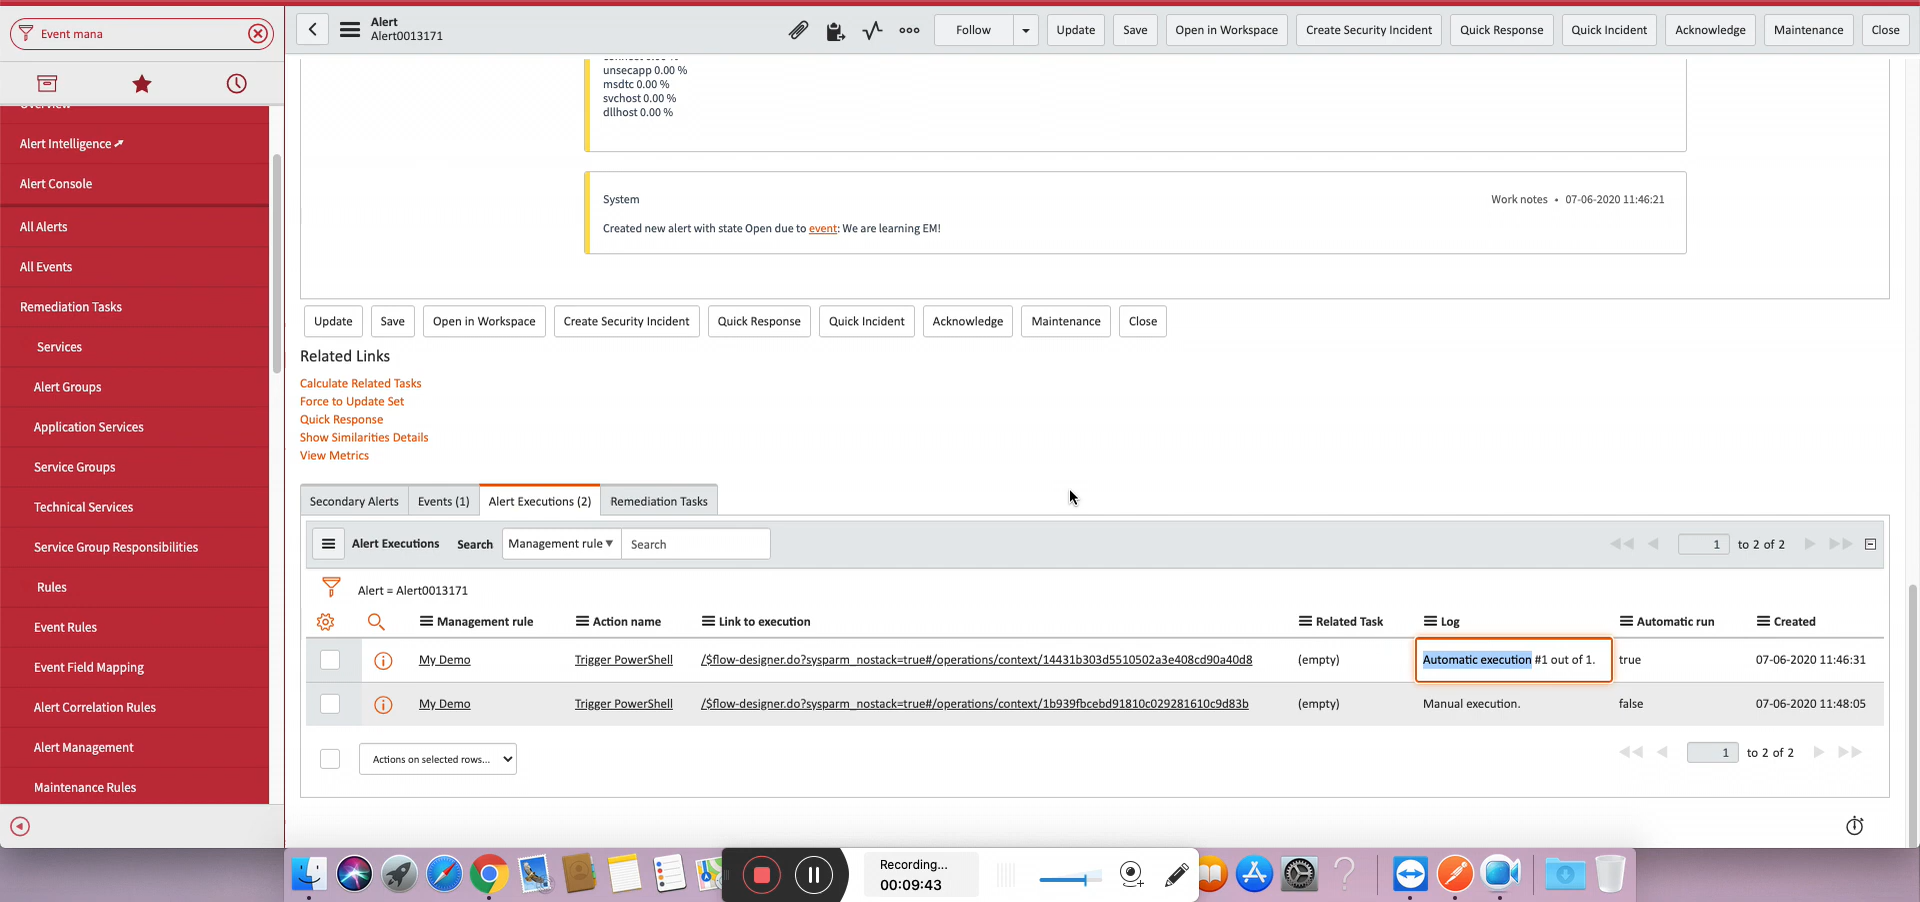 Event mana
Alert
Alert0013171
Follow
Update
Save
Open in Workspace
Create Security Incident
Quick Response
Quick Incident
Acknowledge
Maintenance
Close
Overview
Alert Intelligence
Alert Console
All Alerts
All Events
Remediation Tasks
Services
Alert Groups
Application Services
Service Groups
Technical Services
Service Group Responsibilities
Rules
Event Rules
Event Field Mapping
Alert Correlation Rules
Alert Management
Maintenance Rules
unsecapp 0.00 %
msdtc 0.00 %
svchost 0.00 %
dllhost 0.00 %
System
Work notes • 07-06-2020 11:46:21
Created new alert with state Open due to event: We are learning EM!
Update
Save
Open in Workspace
Create Security Incident
Quick Response
Quick Incident
Acknowledge
Maintenance
Close
Related Links
Calculate Related Tasks
Force to Update Set
Quick Response
Show Similarities Details
View Metrics
Secondary Alerts
Events (1)
Alert Executions (2)
Remediation Tasks
Alert Executions
Search
Management rule
Search
1 to 2 of 2
Alert = Alert0013171
Management rule
Action name
Link to execution
Related Task
Log
Automatic run
Created
My Demo
Trigger PowerShell
/$flow-designer.do?sysparm_nostack=true#/operations/context/14431b303d5510502a3e408cd90a40d8
(empty)
Automatic execution #1 out of 1.
true
07-06-2020 11:46:31
My Demo
Trigger PowerShell
/$flow-designer.do?sysparm_nostack=true#/operations/context/1b939fbcebd91810c029281610c9d83b
(empty)
Manual execution.
false
07-06-2020 11:48:05
Actions on selected rows...
1 to 2 of 2
Recording...
00:09:43